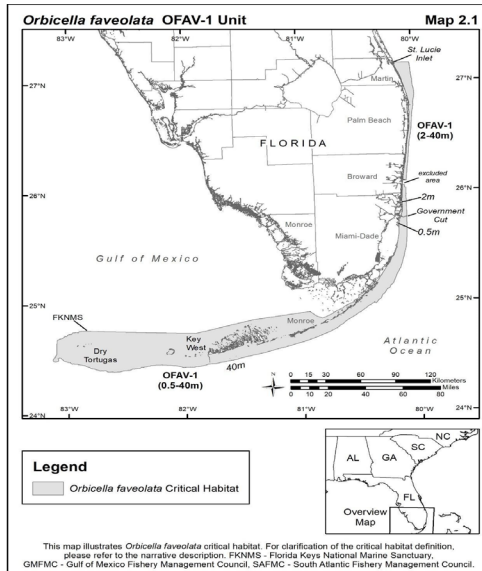 Orbicella faveolata OFAV-1 Unit Map 2.1
83°W 82°W 81°W 80°W
St. Lucie
Inlet
27°N
Martin
27°N
Palm Beach
OFAV-1
(2-40m)
FLORIDA
excluded
area
Broward
26°N
2m
26°N
Government
Cut
Monroe
0.5m
Miami-Dade
Gulf of Mexico
25°N
25°N
FKNMS
Monroe
Key
West
Atlantic
Ocean
Dry
Tortugas
40m
OFAV-1
(0.5-40m)
N
0 15 30 60 90 120
Kilometers
Miles
0 10 20 40 60 80
24°N
24°N
83°W 82°W 81°W 80°W
Legend
Orbicella faveolata Critical Habitat
NC
SC
AL GA
FL
Overview
Map
This map illustrates Orbicella faveolata critical habitat. For clarification of the critical habitat definition,
please refer to the narrative description. FKNMS - Florida Keys National Marine Sanctuary,
GMFMC - Gulf of Mexico Fishery Management Council, SAFMC - South Atlantic Fishery Management Council.